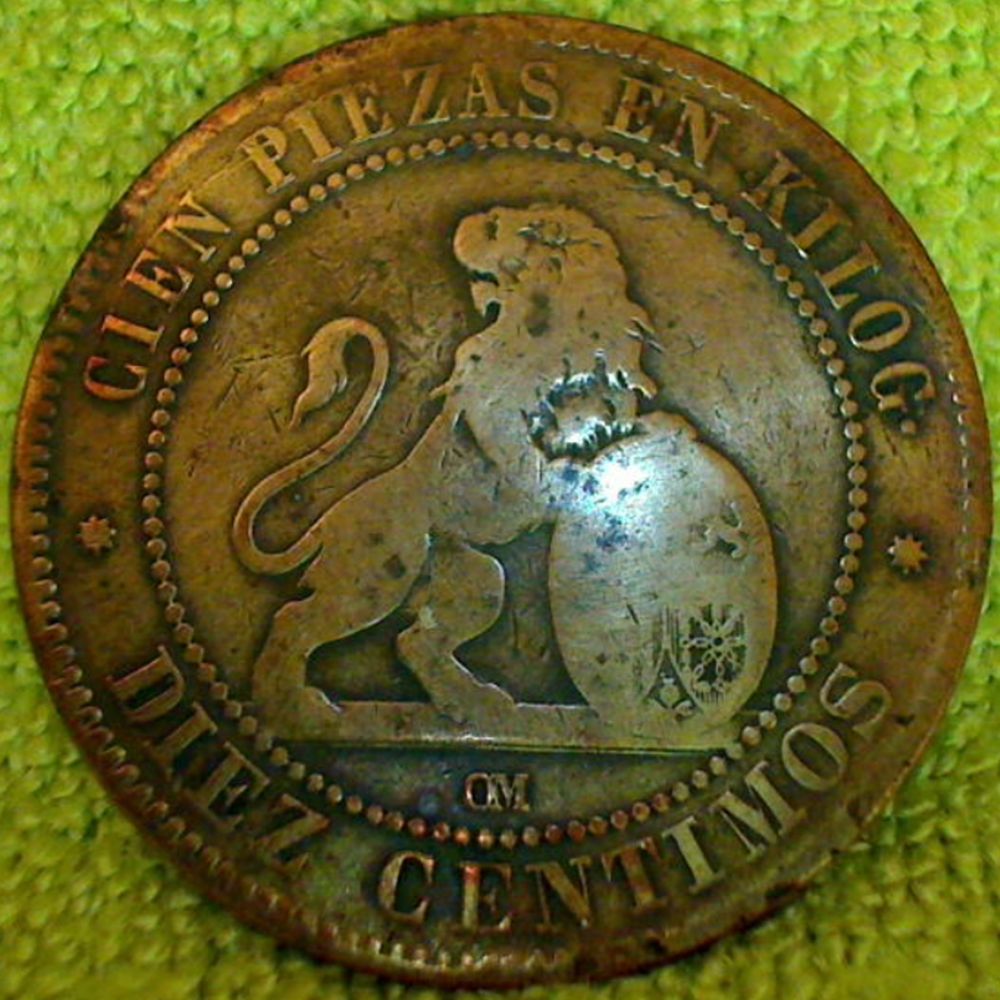 CIEN PIEZAS EN KILOG.
OM
DIEZ CENTIMOS